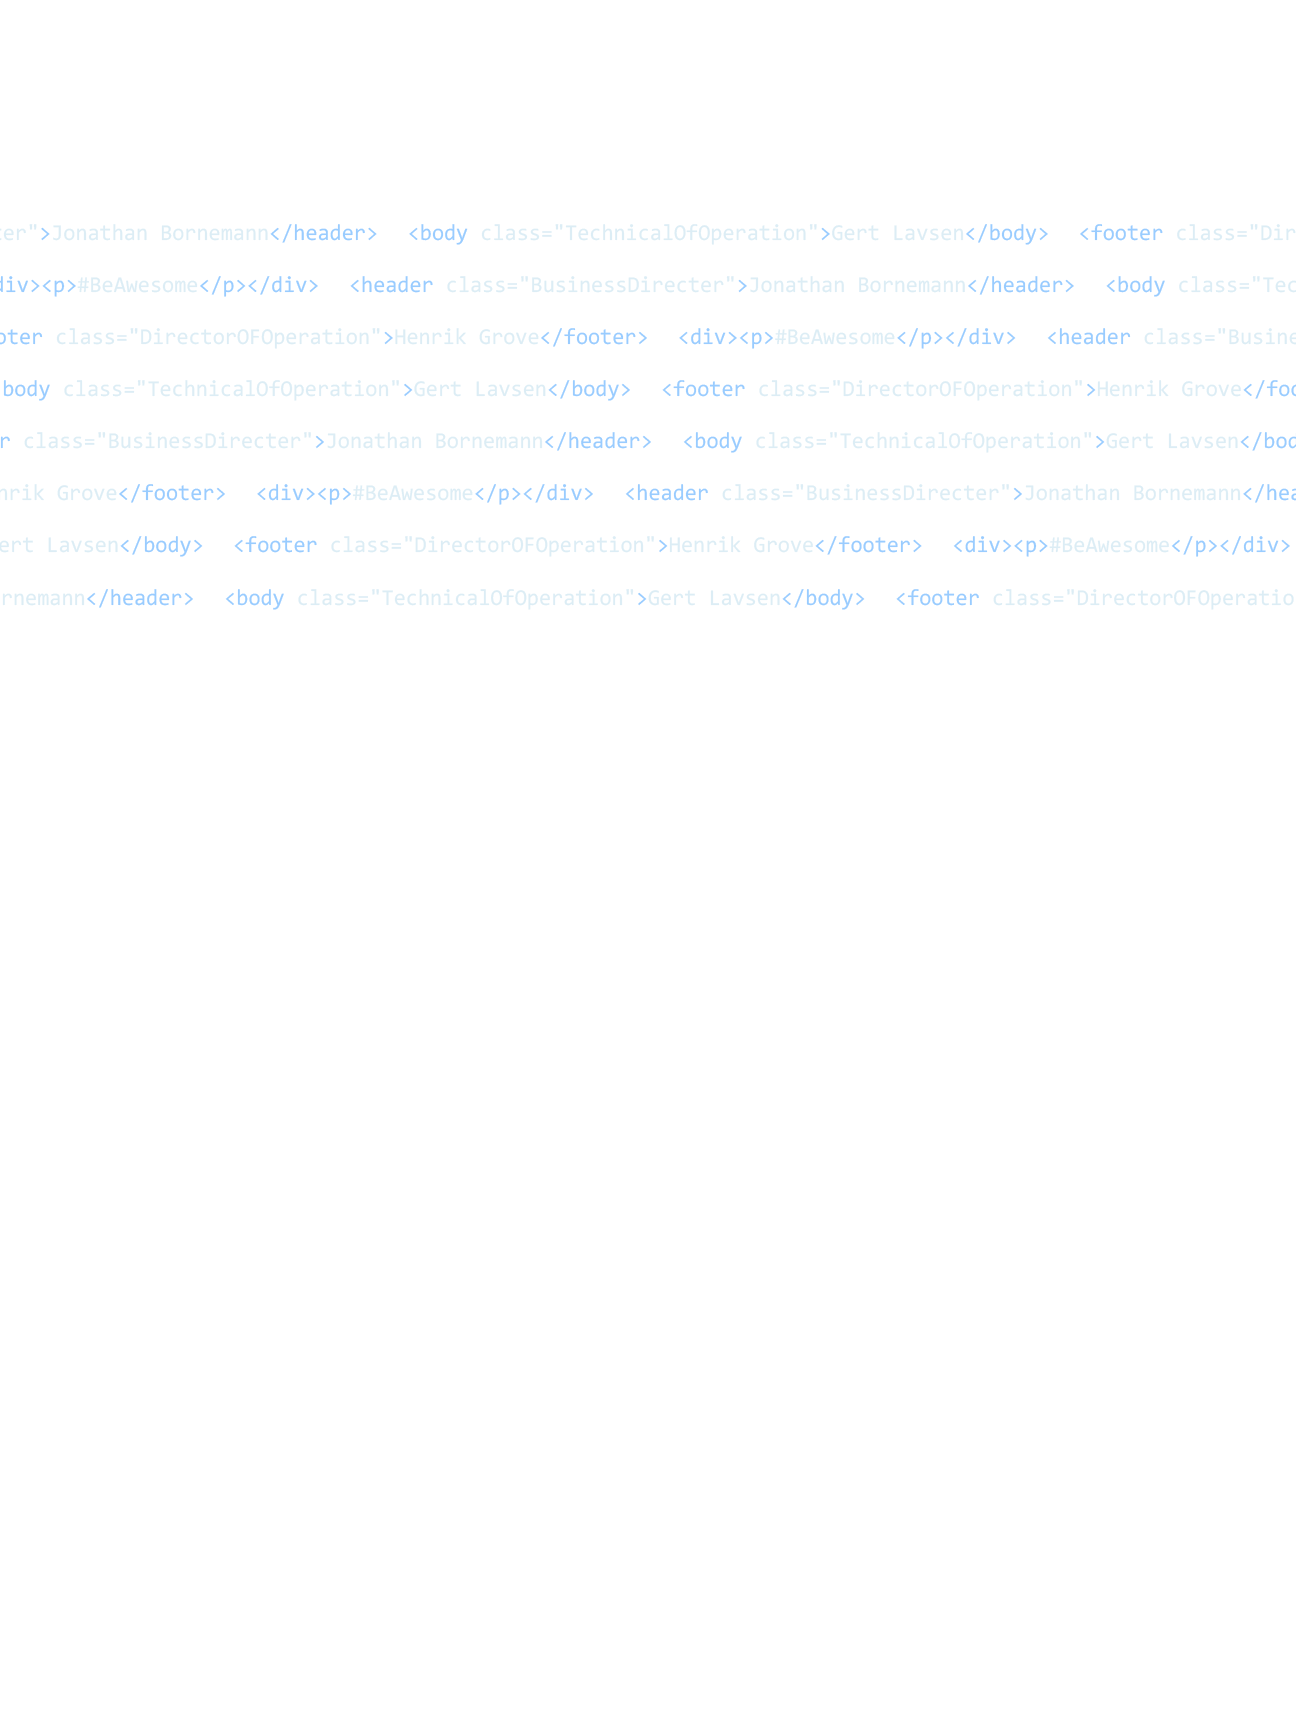 er">Jonathan Bornemann</header> <body class="TechnicalOfOperation">Gert Lavsen</body> <footer class="Dir
div><p>#BeAwesome</p></div> <header class="BusinessDirecter">Jonathan Bornemann</header> <body class="Tec
oter class="DirectorOFOperation">Henrik Grove</footer> <div><p>#BeAwesome</p></div> <header class="Busine
body class="TechnicalOfOperation">Gert Lavsen</body> <footer class="DirectorOFOperation">Henrik Grove</foo
r class="BusinessDirecter">Jonathan Bornemann</header> <body class="TechnicalOfOperation">Gert Lavsen</bod
nrik Grove</footer> <div><p>#BeAwesome</p></div> <header class="BusinessDirecter">Jonathan Bornemann</hea
ert Lavsen</body> <footer class="DirectorOFOperation">Henrik Grove</footer> <div><p>#BeAwesome</p></div>
rnemann</header> <body class="TechnicalOfOperation">Gert Lavsen</body> <footer class="DirectorOFOperatio